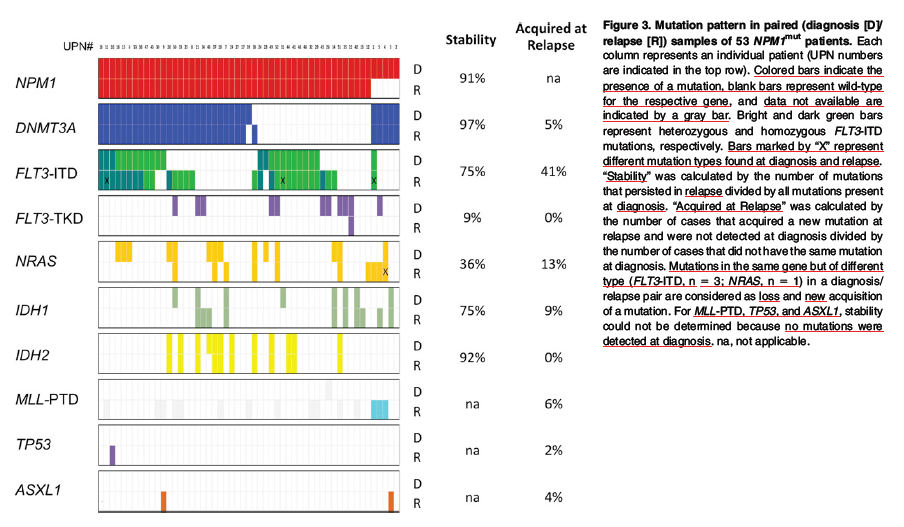 UPN#
Stability
Acquired at
Relapse
NPM1
D
R
91%
na
DNMT3A
D
R
97%
5%
FLT3-ITD
D
R
75%
41%
X
X
X
FLT3-TKD
D
R
9%
0%
NRAS
D
R
36%
13%
X
IDH1
D
R
75%
9%
IDH2
D
R
92%
0%
MLL-PTD
D
R
na
6%
TP53
D
R
na
2%
ASXL1
D
R
na
4%
Figure 3. Mutation pattern in paired (diagnosis [D]/
relapse [R]) samples of 53 NPM1mut patients. Each
column represents an individual patient (UPN numbers
are indicated in the top row). Colored bars indicate the
presence of a mutation, blank bars represent wild-type
for the respective gene, and data not available are
indicated by a gray bar. Bright and dark green bars
represent heterozygous and homozygous FLT3-ITD
mutations, respectively. Bars marked by “X” represent
different mutation types found at diagnosis and relapse.
“Stability” was calculated by the number of mutations
that persisted in relapse divided by all mutations present
at diagnosis. “Acquired at Relapse” was calculated by
the number of cases that acquired a new mutation at
relapse and were not detected at diagnosis divided by
the number of cases that did not have the same mutation
at diagnosis. Mutations in the same gene but of different
type (FLT3-ITD, n = 3; NRAS, n = 1) in a diagnosis/
relapse pair are considered as loss and new acquisition
of a mutation. For MLL-PTD, TP53, and ASXL1, stability
could not be determined because no mutations were
detected at diagnosis. na, not applicable.